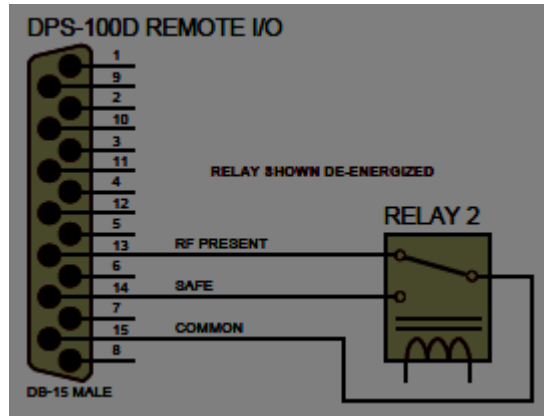 DPS-100D REMOTE I/O
1
9
2
10
3
11
RELAY SHOWN DE-ENERGIZED
4
12
RELAY 2
5
13 RF PRESENT
6
14 SAFE
7
15 COMMON
8
DB-15 MALE